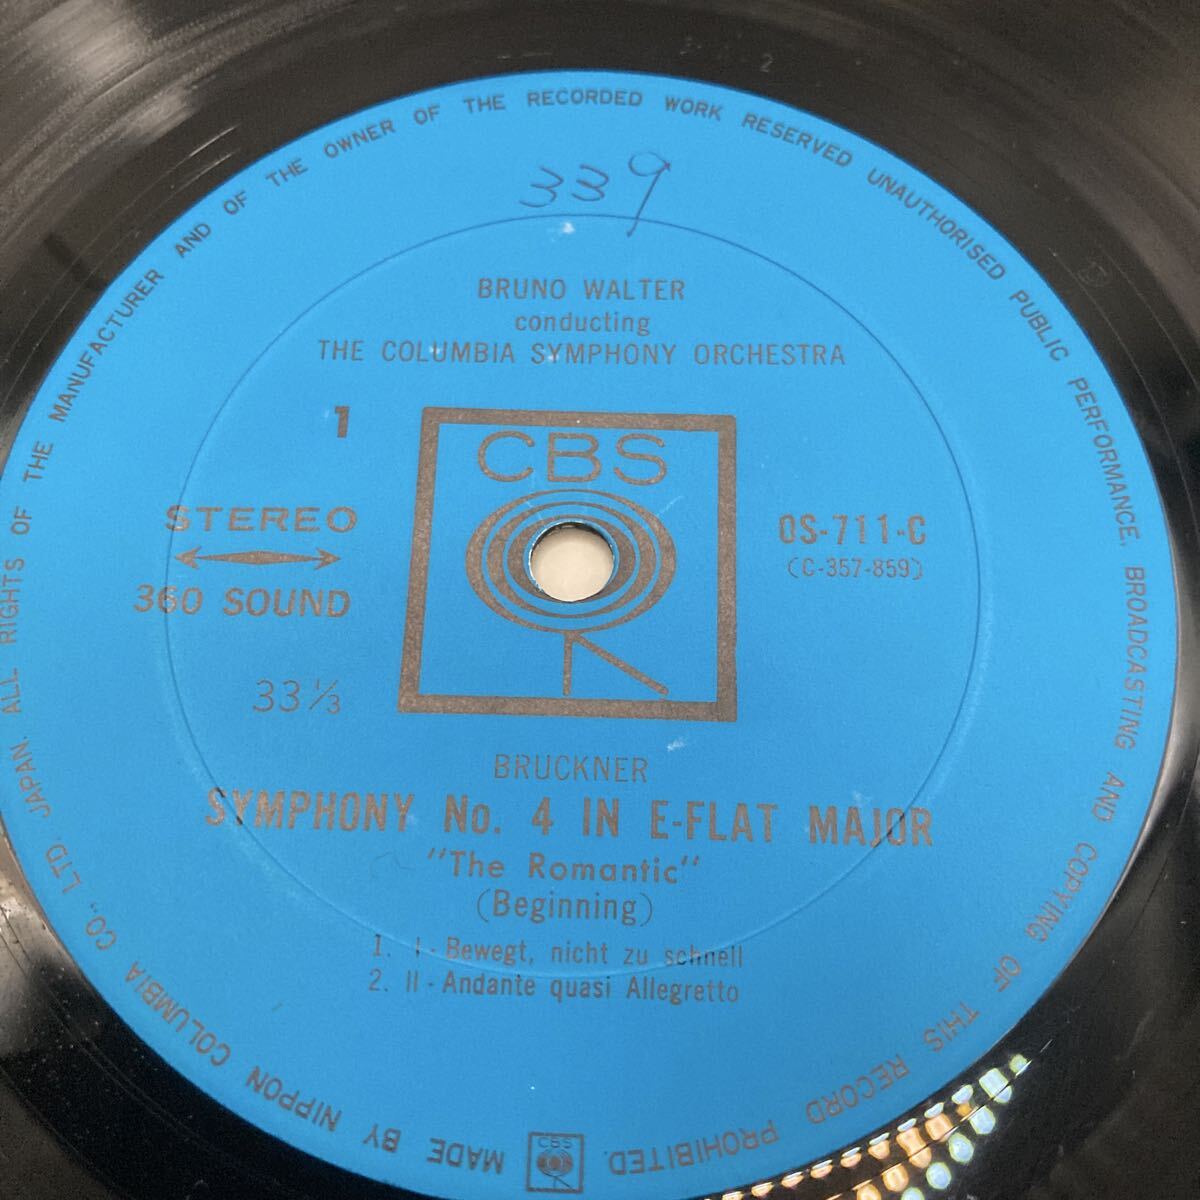 MADE BY NIPPON COLUMBIA CO., LTD. JAPAN. ALL RIGHTS OF THE MANUFACTURER AND OF THE OWNER OF THE RECORDED WORK RESERVED UNAUTHORISED PUBLIC PERFORMANCE, BROADCASTING AND COPYING OF THIS RECORD PROHIBITED.
339
BRUNO WALTER
conducting
THE COLUMBIA SYMPHONY ORCHESTRA
1
CBS
STEREO
360 SOUND
OS-711-C
(C-357-859)
33⅓
BRUCKNER
SYMPHONY No. 4 IN E-FLAT MAJOR
"The Romantic"
(Beginning)
1. I - Bewegt, nicht zu schnell
2. II - Andante quasi Allegretto
CBS